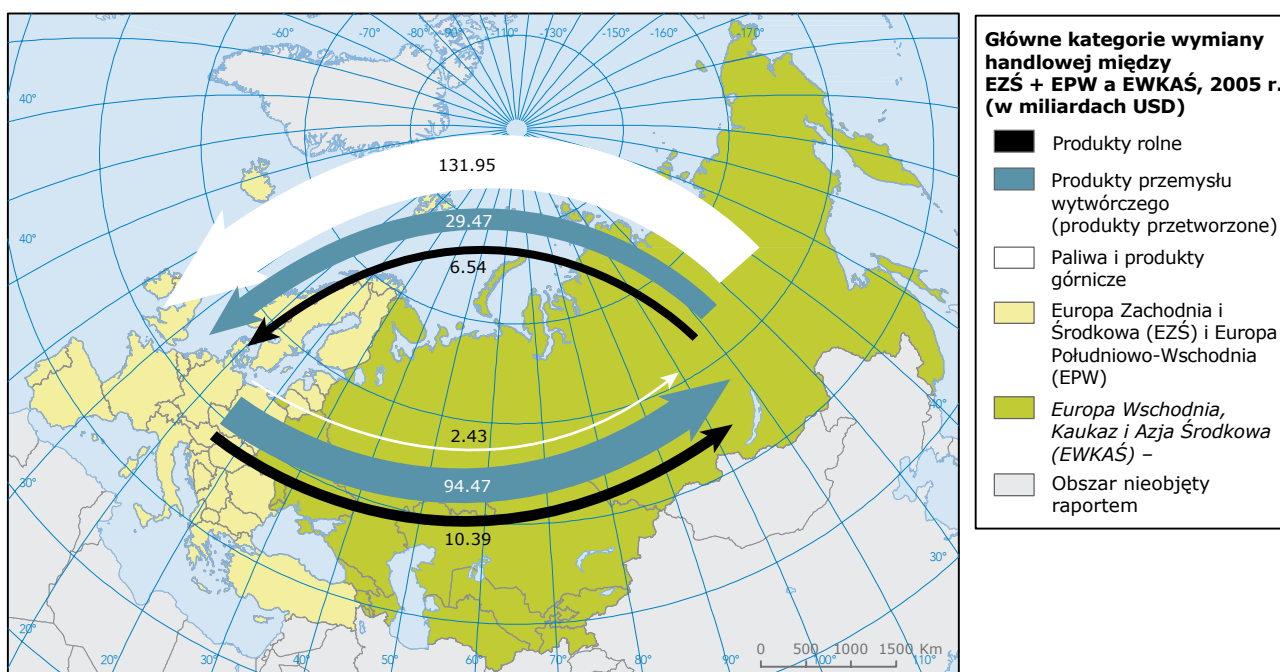 -60°
-70°
-80°
-90°
-110°
-130°
-150°
-160°
-170°
40°
40°
30°
20°
131.95
29.47
6.54
2.43
94.47
10.39
40°
30°
20°
30°
40°
50°
60°
70°
80°
90°
100°
0 500 1000 1500 Km
Główne kategorie wymiany
handlowej między
EZŚ + EPW a EWKAŚ, 2005 r.
(w miliardach USD)
Produkty rolne
Produkty przemysłu
wytwórczego
(produkty przetworzone)
Paliwa i produkty
górnicze
Europa Zachodnia i
Środkowa (EZŚ) i Europa
Południowo-Wschodnia
(EPW)
Europa Wschodnia,
Kaukaz i Azja Środkowa
(EWKAŚ) –
Obszar nieobjęty
raportem